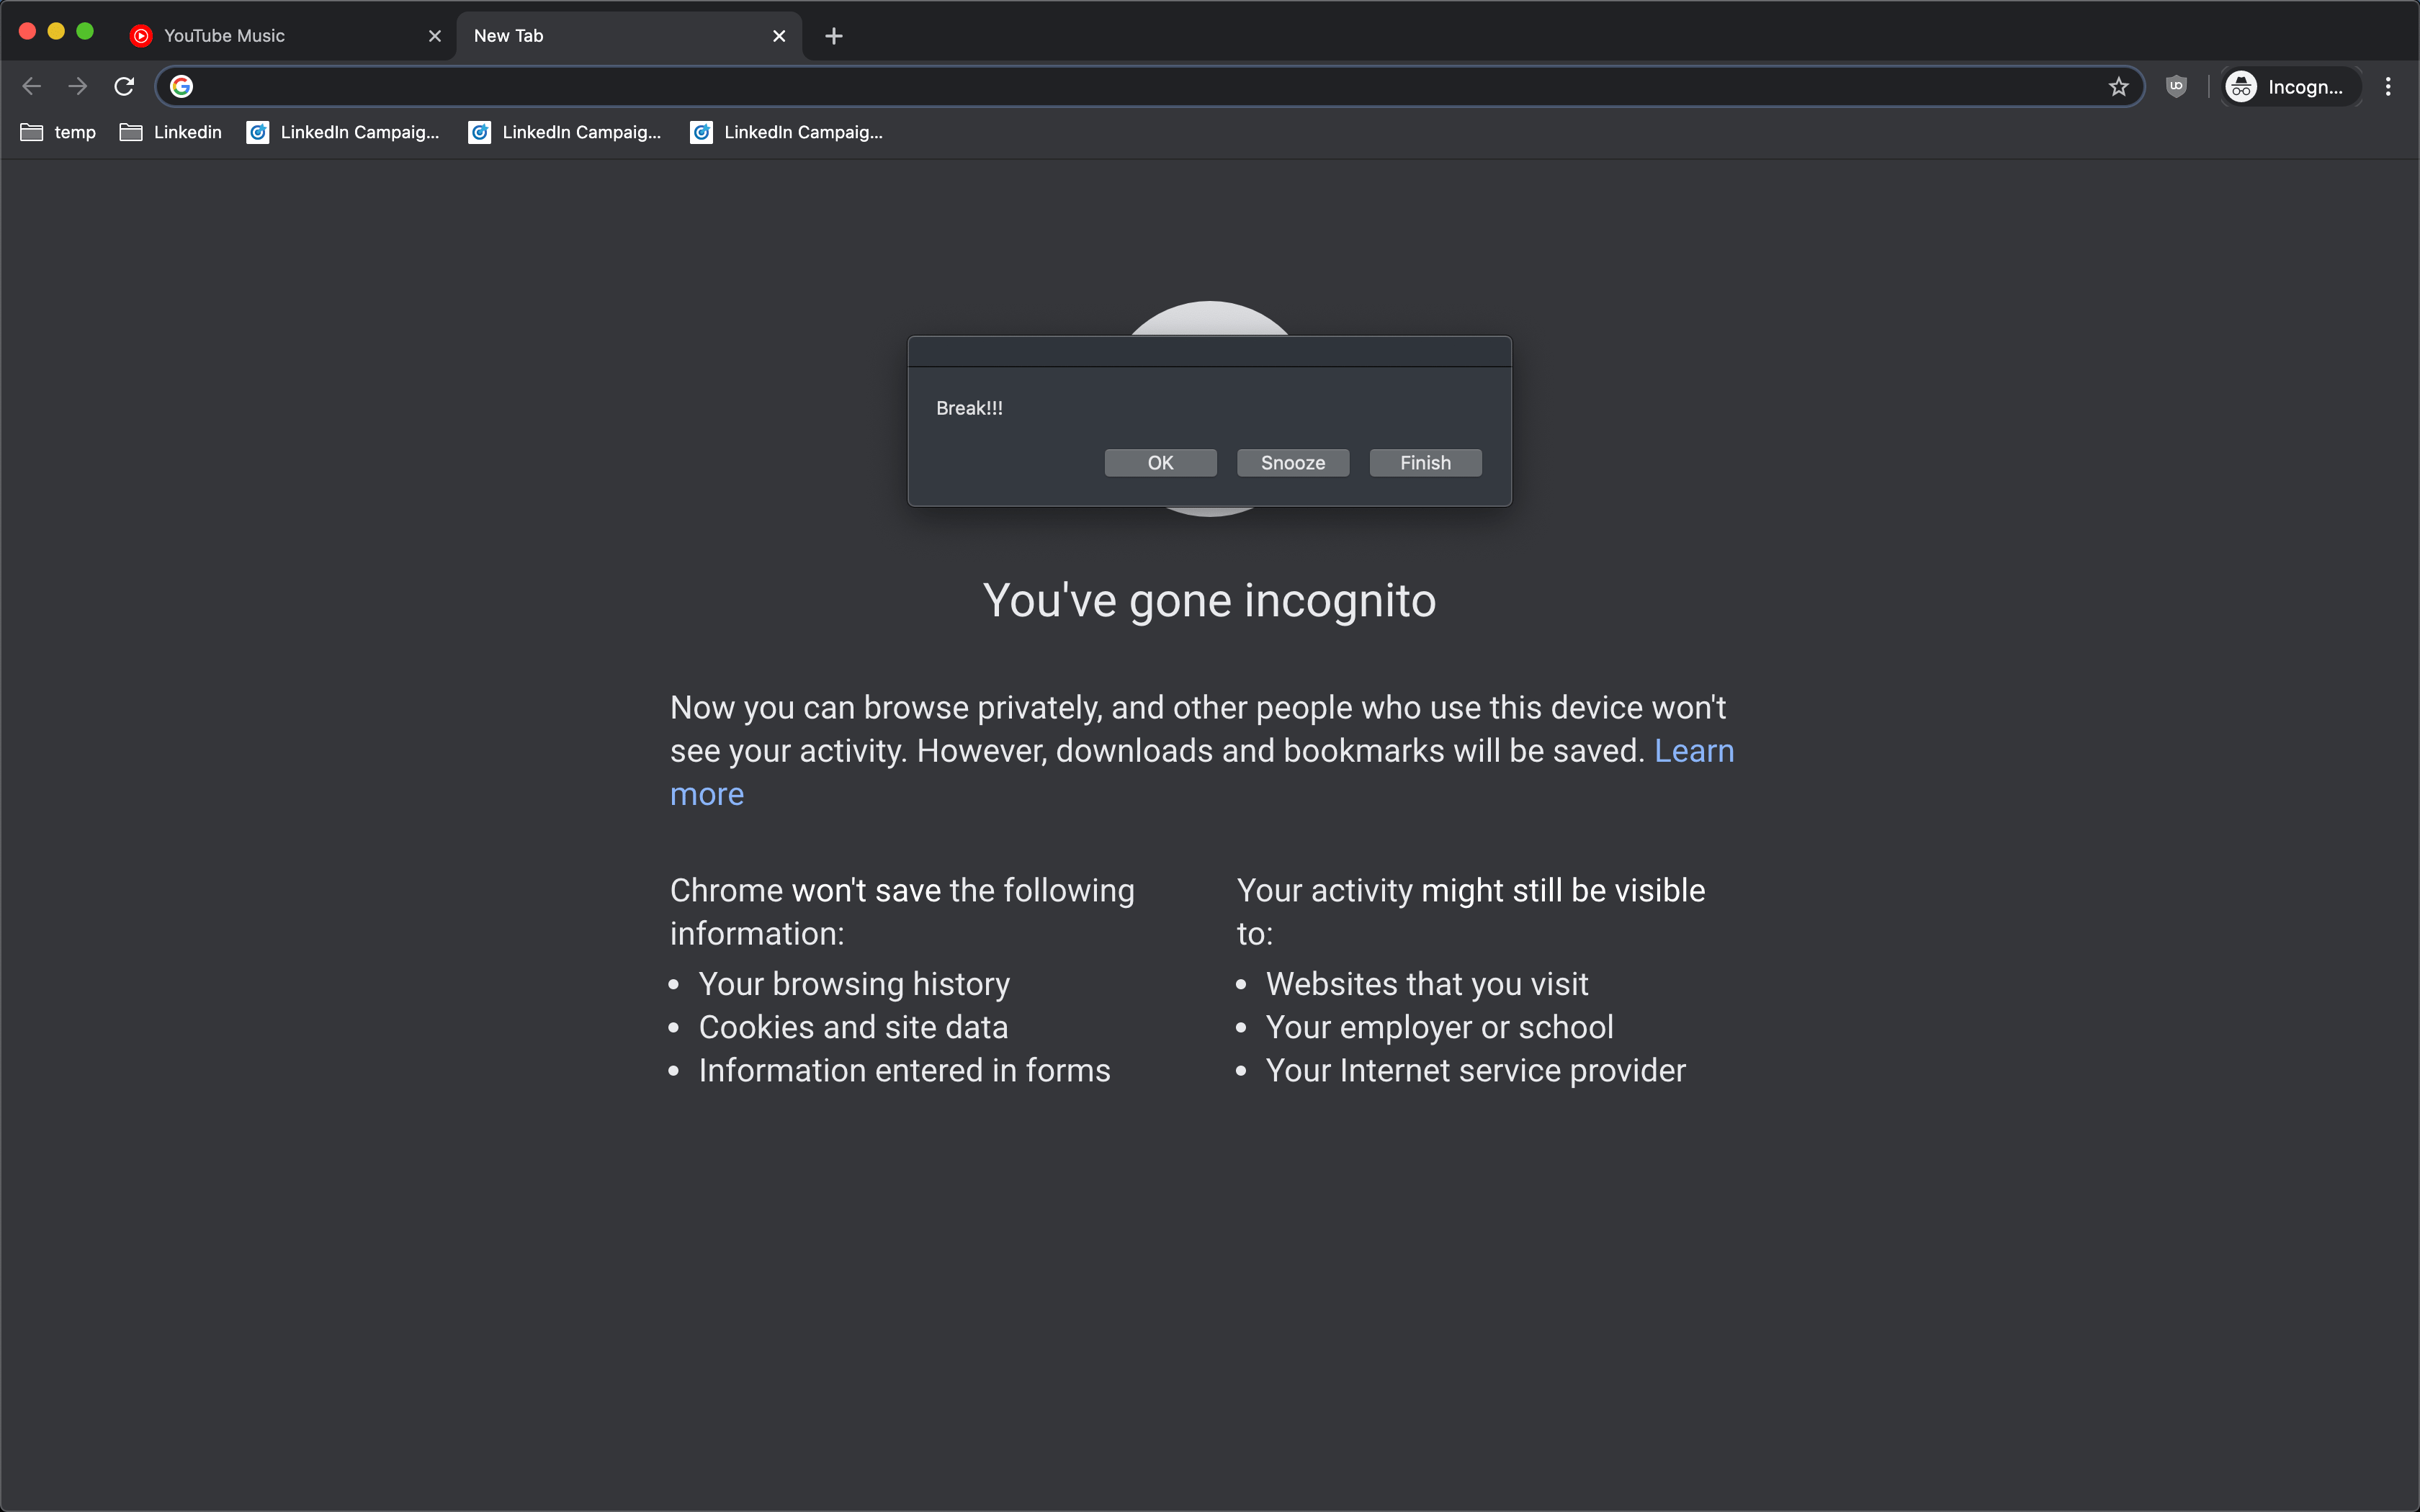 YouTube Music
New Tab
Incogn...
temp
Linkedin
LinkedIn Campaig...
LinkedIn Campaig...
LinkedIn Campaig...
Break!!!
OK
Snooze
Finish
You've gone incognito
Now you can browse privately, and other people who use this device won't
see your activity. However, downloads and bookmarks will be saved. Learn
more
Chrome won't save the following
information:
Your browsing history
Cookies and site data
Information entered in forms
Your activity might still be visible
to:
Websites that you visit
Your employer or school
Your Internet service provider